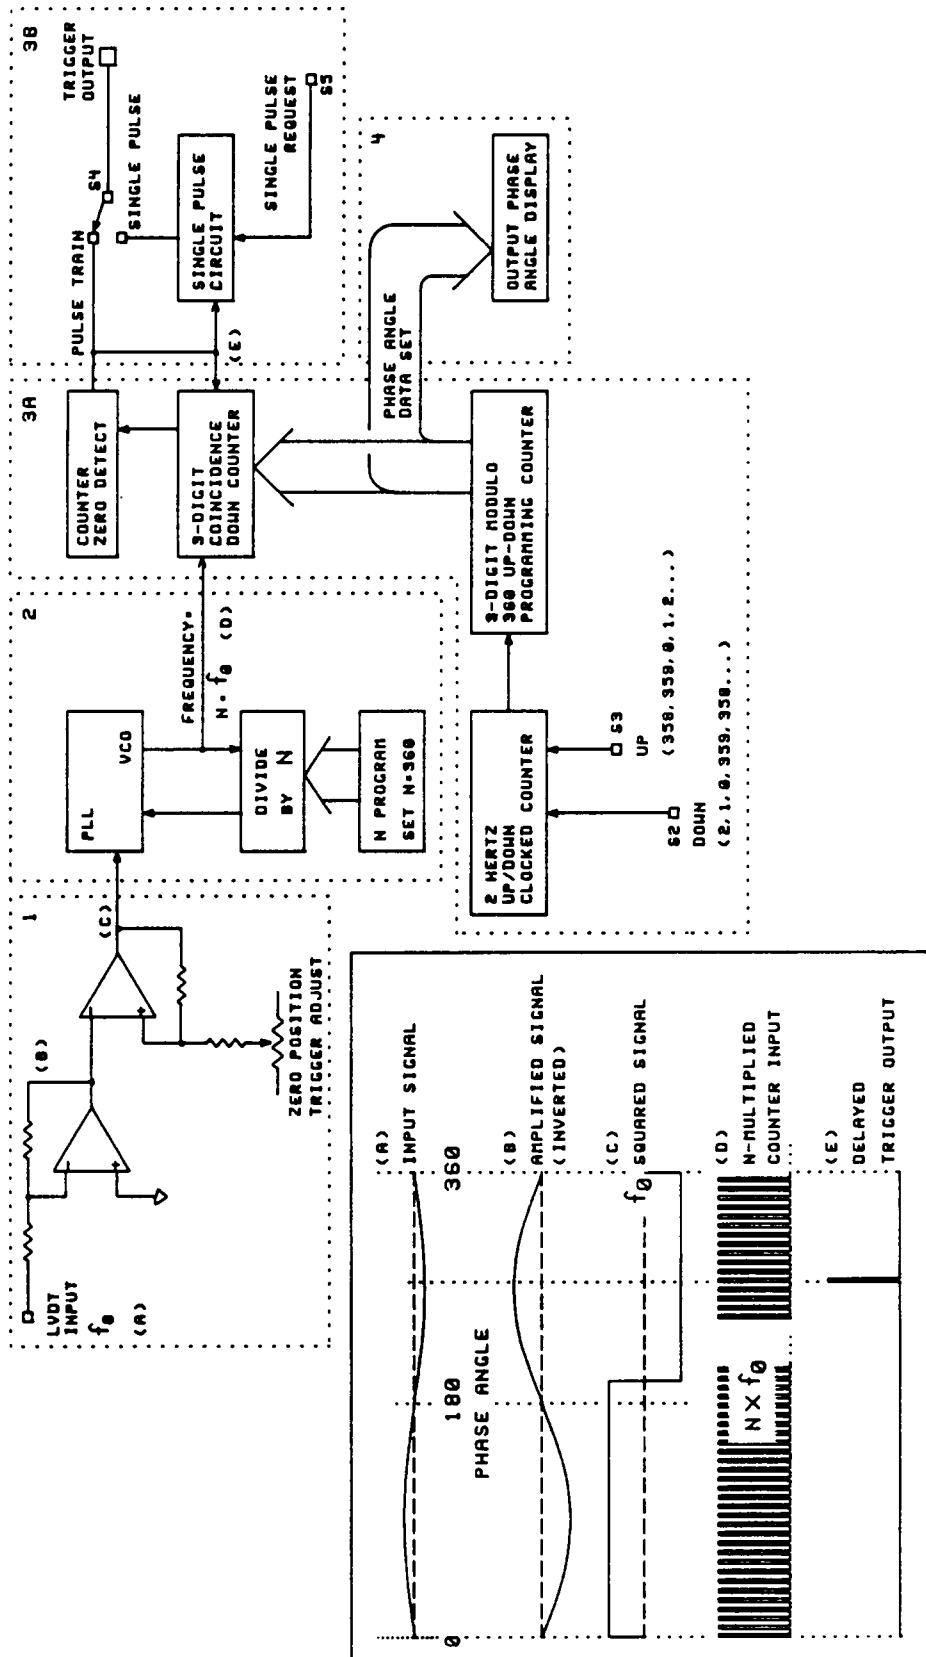 1
LVDT
INPUT
f0
(A)
(B)
(C)
ZERO POSITION
TRIGGER ADJUST
2
PLL
VCO
DIVIDE
BY N
N PROGRAM
SET N=360
FREQUENCY=
N · f0 (D)
3A
COUNTER
ZERO DETECT
3-DIGIT
COINCIDENCE
DOWN COUNTER
3-DIGIT MODULO
360 UP-DOWN
PROGRAMMING COUNTER
2 HERTZ
UP/DOWN
CLOCKED COUNTER
S3
UP
(358,359,0,1,2...)
S2
DOWN
(2,1,0,359,358...)
3B
PULSE TRAIN
S4
TRIGGER
OUTPUT
SINGLE PULSE
SINGLE PULSE
CIRCUIT
(E)
SINGLE PULSE
REQUEST
S5
4
PHASE ANGLE
DATA SET
OUTPUT PHASE
ANGLE DISPLAY
(A)
INPUT SIGNAL
0
180
360
PHASE ANGLE
(B)
AMPLIFIED SIGNAL
(INVERTED)
(C)
f0 SQUARED SIGNAL
(D)
N-MULTIPLIED
COUNTER INPUT
N X f0
(E)
DELAYED
TRIGGER OUTPUT